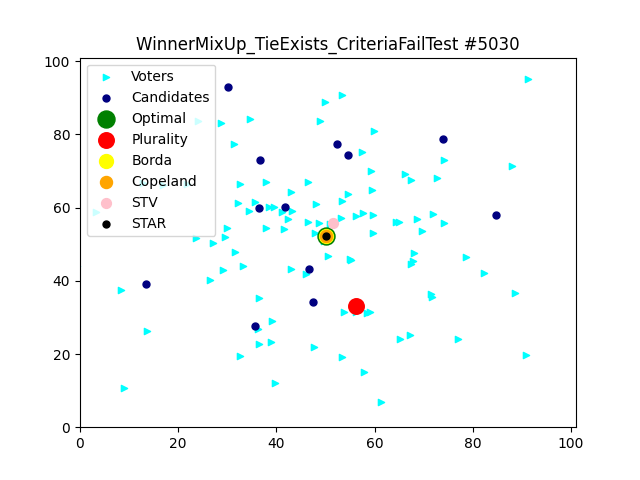 WinnerMixUp_TieExists_CriteriaFailTest #5030
100
80
60
40
20
0
0
20
40
60
80
100
Voters
Candidates
Optimal
Plurality
Borda
Copeland
STV
STAR